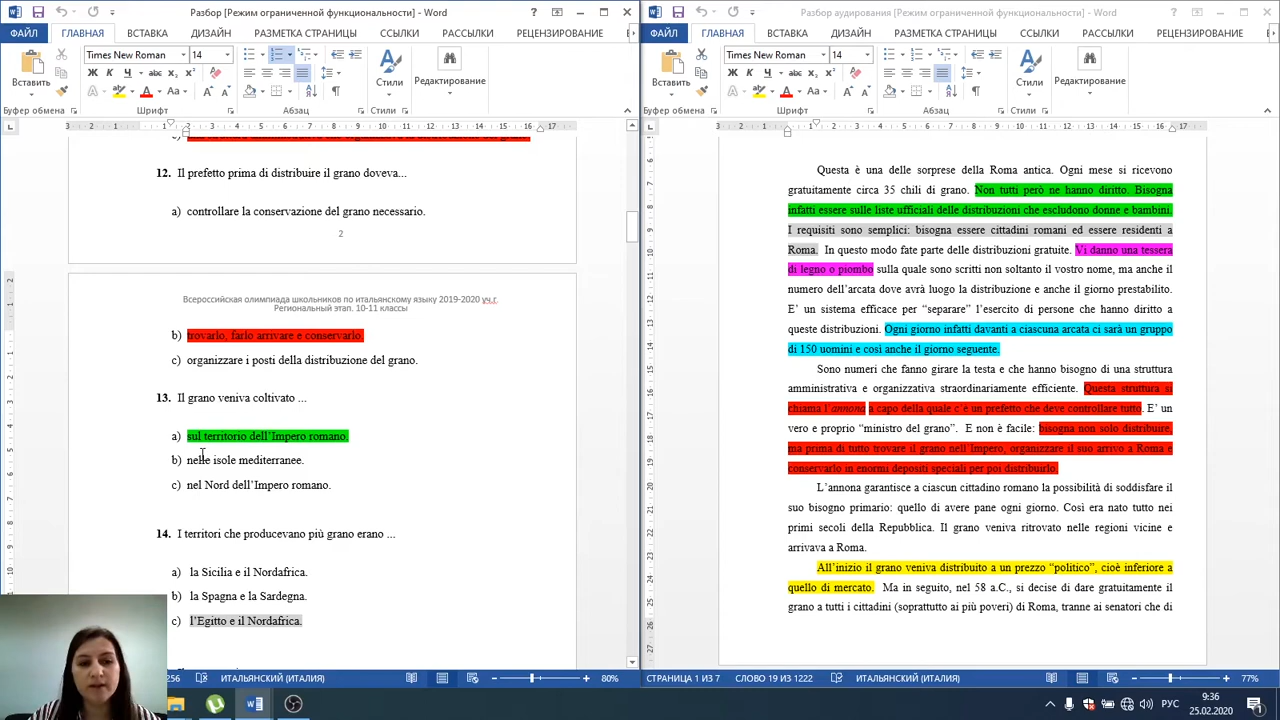 Разбор [Режим ограниченной функциональности] - Word
ФАЙЛ ГЛАВНАЯ ВСТАВКА ДИЗАЙН РАЗМЕТКА СТРАНИЦЫ ССЫЛКИ РАССЫЛКИ РЕЦЕНЗИРОВАНИЕ
Times New Roman 14
Вставить Стили Редактирование
Буфер обмена Шрифт Абзац Стили
12. Il prefetto prima di distribuire il grano doveva...
a) controllare la conservazione del grano necessario.
2
Всероссийская олимпиада школьников по итальянскому языку 2019-2020 уч.г.
Региональный этап. 10-11 классы
b) trovarlo, farlo arrivare e conservarlo.
c) organizzare i posti della distribuzione del grano.
13. Il grano veniva coltivato ...
a) sul territorio dell’Impero romano.
b) nelle isole mediterranee.
c) nel Nord dell’Impero romano.
14. I territori che producevano più grano erano ...
a) la Sicilia e il Nordafrica.
b) la Spagna e la Sardegna.
c) l’Egitto e il Nordafrica.
256 ИТАЛЬЯНСКИЙ (ИТАЛИЯ) 80%
Разбор аудирования [Режим ограниченной функциональности] - Word
ФАЙЛ ГЛАВНАЯ ВСТАВКА ДИЗАЙН РАЗМЕТКА СТРАНИЦЫ ССЫЛКИ РАССЫЛКИ РЕЦЕНЗИРОВАНИЕ
Times New Roman 14
Вставить Стили Редактирование
Буфер обмена Шрифт Абзац Стили
Questa è una delle sorprese della Roma antica. Ogni mese si ricevono
gratuitamente circa 35 chili di grano. Non tutti però ne hanno diritto. Bisogna
infatti essere sulle liste ufficiali delle distribuzioni che escludono donne e bambini.
I requisiti sono semplici: bisogna essere cittadini romani ed essere residenti a
Roma. In questo modo fate parte delle distribuzioni gratuite. Vi danno una tessera
di legno o piombo sulla quale sono scritti non soltanto il vostro nome, ma anche il
numero dell’arcata dove avrà luogo la distribuzione e anche il giorno prestabilito.
E’ un sistema efficace per “separare” l’esercito di persone che hanno diritto a
queste distribuzioni. Ogni giorno infatti davanti a ciascuna arcata ci sarà un gruppo
di 150 uomini e così anche il giorno seguente.
Sono numeri che fanno girare la testa e che hanno bisogno di una struttura
amministrativa e organizzativa straordinariamente efficiente. Questa struttura si
chiama l’annona a capo della quale c’è un prefetto che deve controllare tutto. E’ un
vero e proprio “ministro del grano”. E non è facile: bisogna non solo distribuire,
ma prima di tutto trovare il grano nell’Impero, organizzare il suo arrivo a Roma e
conservarlo in enormi depositi speciali per poi distribuirlo.
L’annona garantisce a ciascun cittadino romano la possibilità di soddisfare il
suo bisogno primario: quello di avere pane ogni giorno. Così era nato tutto nei
primi secoli della Repubblica. Il grano veniva ritrovato nelle regioni vicine e
arrivava a Roma.
All’inizio il grano veniva distribuito a un prezzo “politico”, cioè inferiore a
quello di mercato. Ma in seguito, nel 58 a.C., si decise di dare gratuitamente il
grano a tutti i cittadini (soprattutto ai più poveri) di Roma, tranne ai senatori che di
СТРАНИЦА 1 ИЗ 7 СЛОВО 19 ИЗ 1222 ИТАЛЬЯНСКИЙ (ИТАЛИЯ) 77%
РУС 9:36
25.02.2020